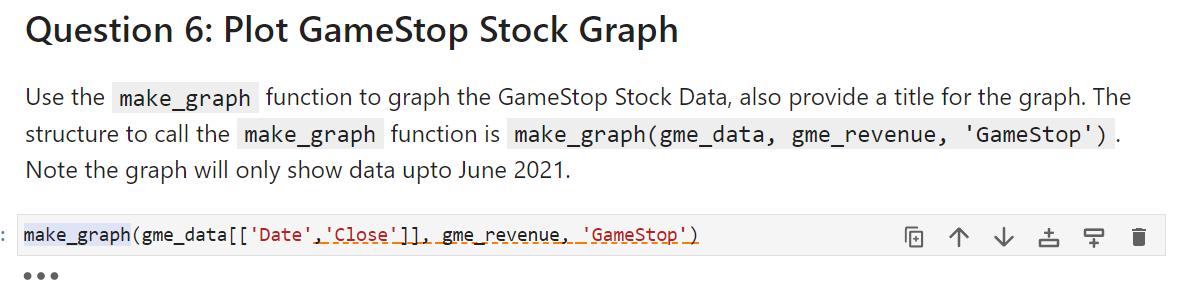 Question 6: Plot GameStop Stock Graph
Use the make_graph function to graph the GameStop Stock Data, also provide a title for the graph. The
structure to call the make_graph function is make_graph(gme_data, gme_revenue, 'GameStop').
Note the graph will only show data upto June 2021.
: make_graph(gme_data[['Date','Close']], gme_revenue, 'GameStop')